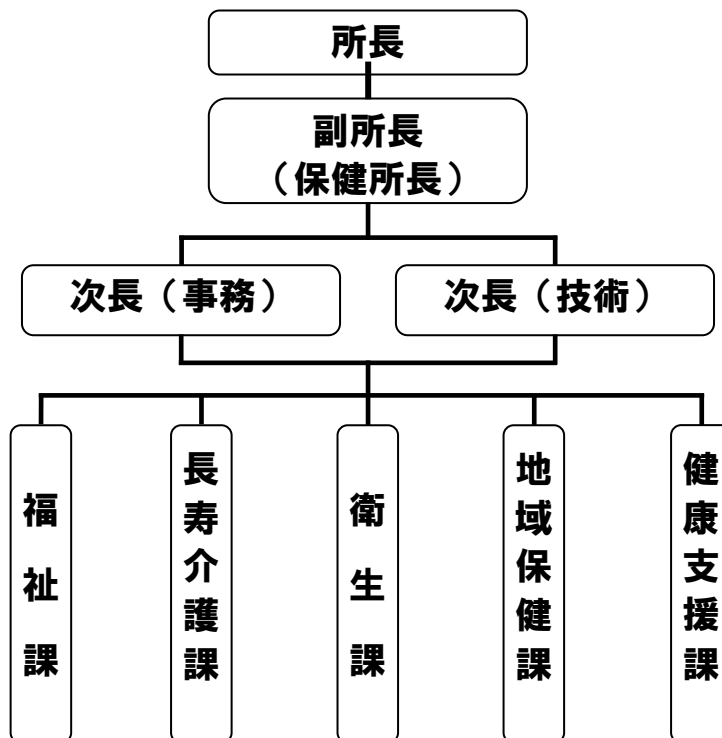 所長
副所長
（保健所長）
次長（事務）
次長（技術）
福祉課
長寿介護課
衛生課
地域保健課
健康支援課